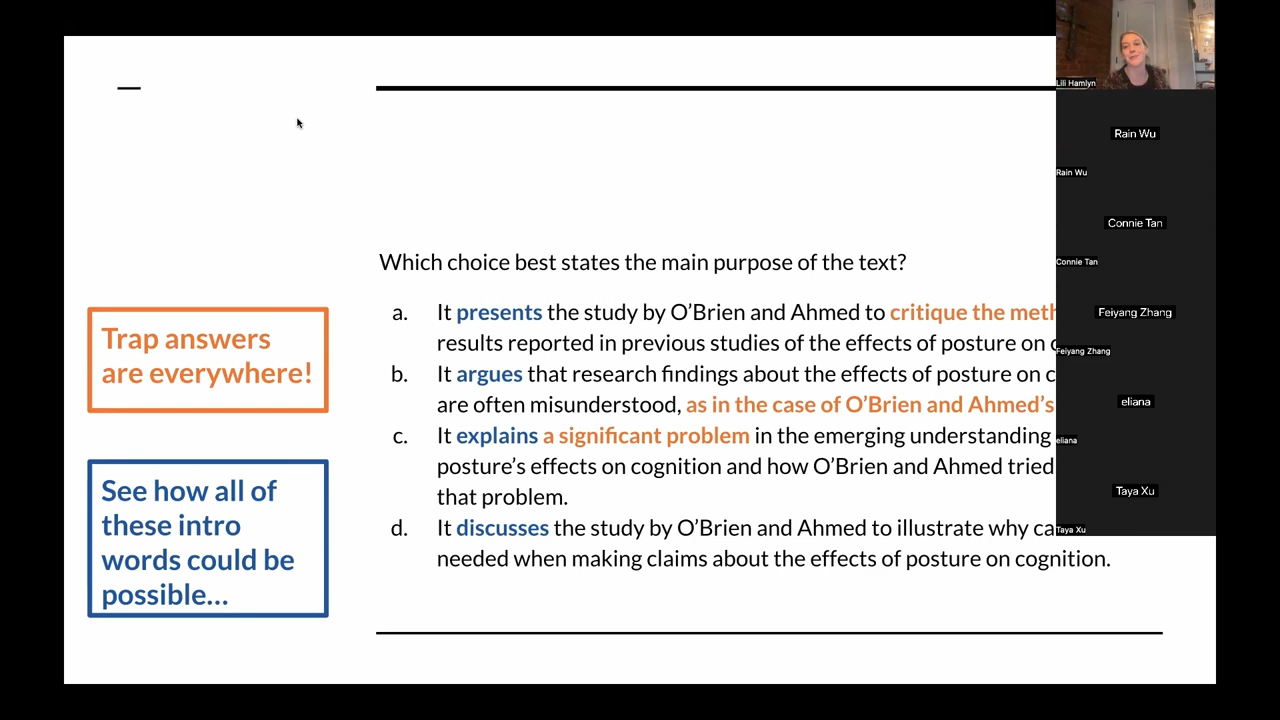 Trap answers
are everywhere!
See how all of
these intro
words could be
possible...
Which choice best states the main purpose of the text?
a. It presents the study by O'Brien and Ahmed to critique the
results reported in previous studies of the effects of posture on
b. It argues that research findings about the effects of posture on
are often misunderstood, as in the case of O'Brien and Ahmed's
c. It explains a significant problem in the emerging understanding
posture's effects on cognition and how O'Brien and Ahmed tried
that problem.
d. It discusses the study by O'Brien and Ahmed to illustrate why
needed when making claims about the effects of posture on cognition.
Lili Hamlyn
Rain Wu
Rain Wu
Connie Tan
Connie Tan
Feiyang Zhang
Feiyang Zhang
eliana
eliana
Taya Xu
Taya Xu